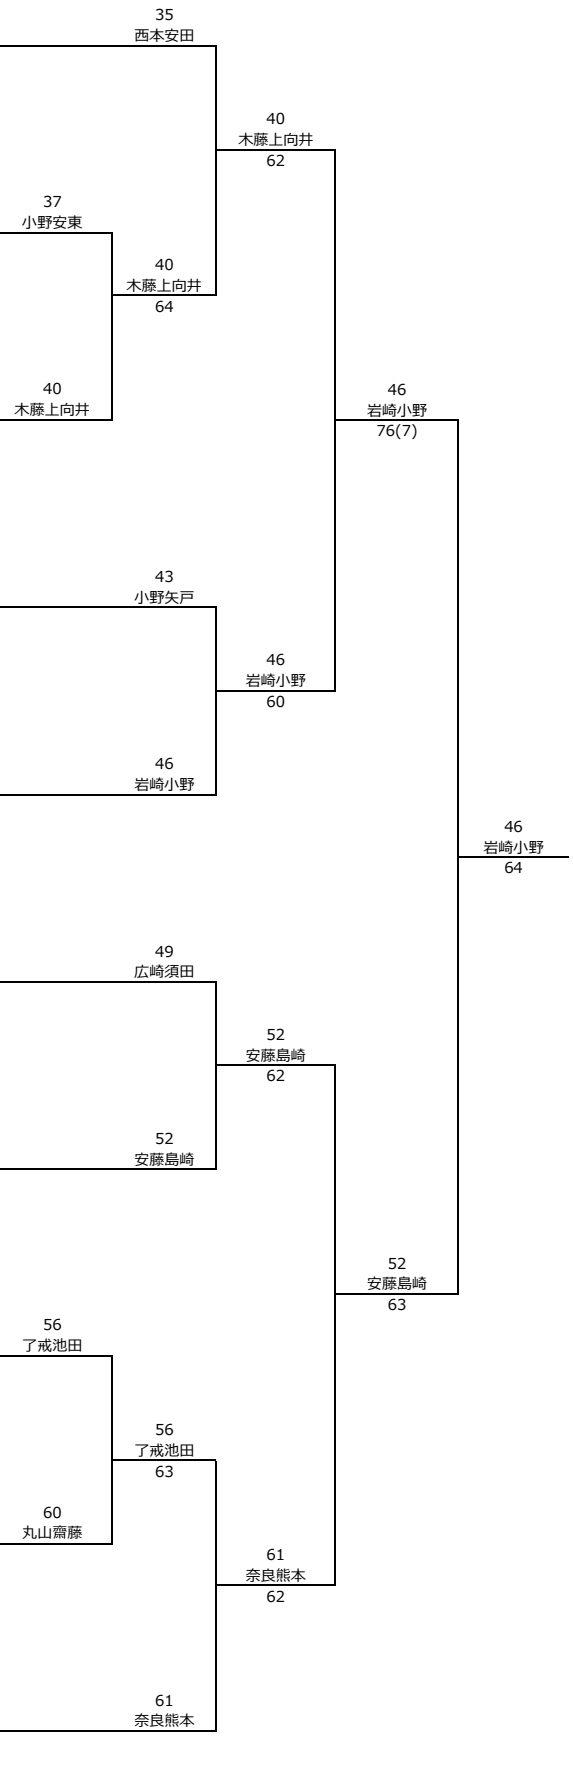 35
西本安田
40
木藤上向井
62
37
小野安東
40
木藤上向井
64
40
木藤上向井
46
岩崎小野
76(7)
43
小野矢戸
46
岩崎小野
60
46
岩崎小野
46
岩崎小野
64
49
広崎須田
52
安藤島崎
62
52
安藤島崎
52
安藤島崎
63
56
了戒池田
56
了戒池田
63
60
丸山齋藤
61
奈良熊本
62
61
奈良熊本